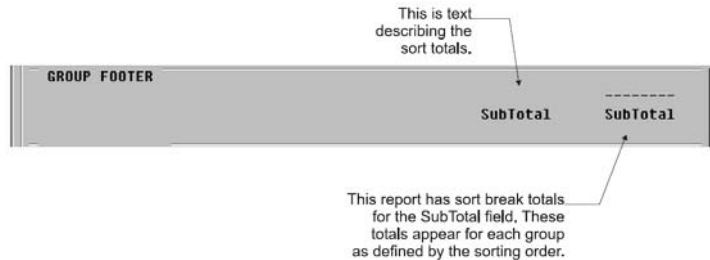 This is text
describing the
sort totals.
GROUP FOOTER
--------
SubTotal SubTotal
This report has sort break totals
for the SubTotal field. These
totals appear for each group
as defined by the sorting order.